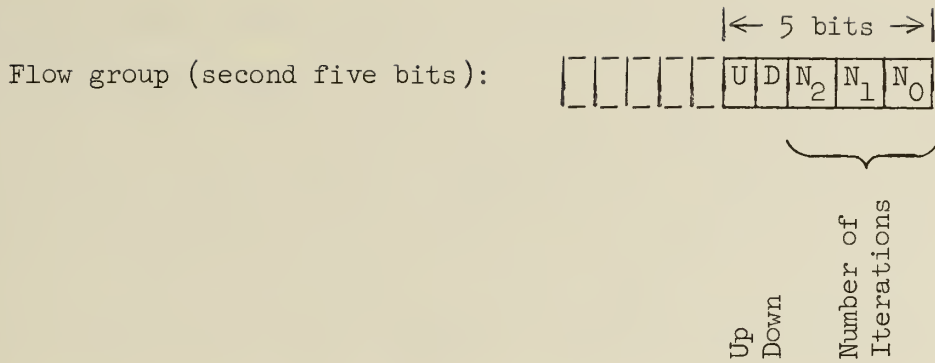 |← 5 bits →|
Flow group (second five bits):
U D N₂ N₁ N₀
Up
Down
Number of
Iterations